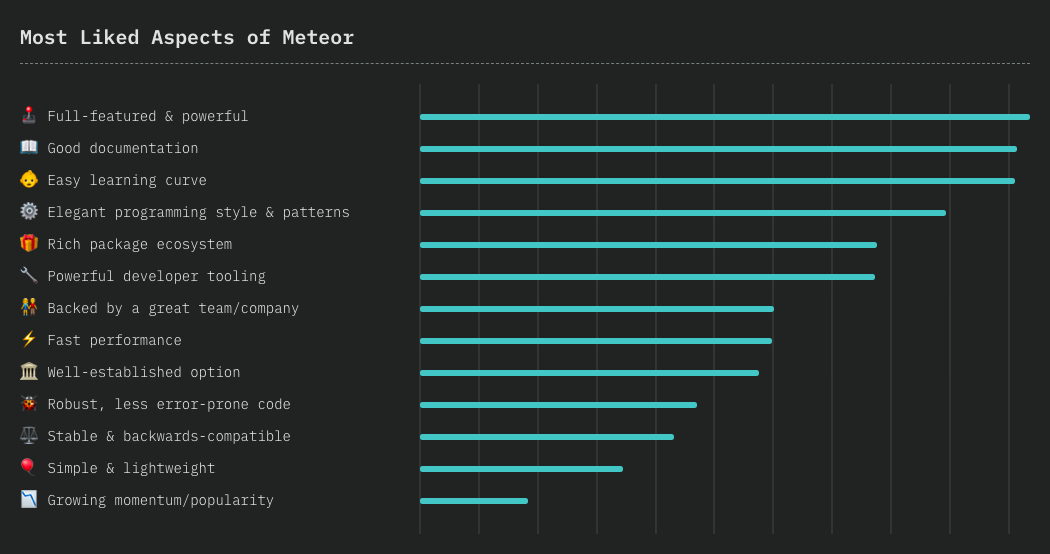 Most Liked Aspects of Meteor
Full-featured & powerful
Good documentation
Easy learning curve
Elegant programming style & patterns
Rich package ecosystem
Powerful developer tooling
Backed by a great team/company
Fast performance
Well-established option
Robust, less error-prone code
Stable & backwards-compatible
Simple & lightweight
Growing momentum/popularity